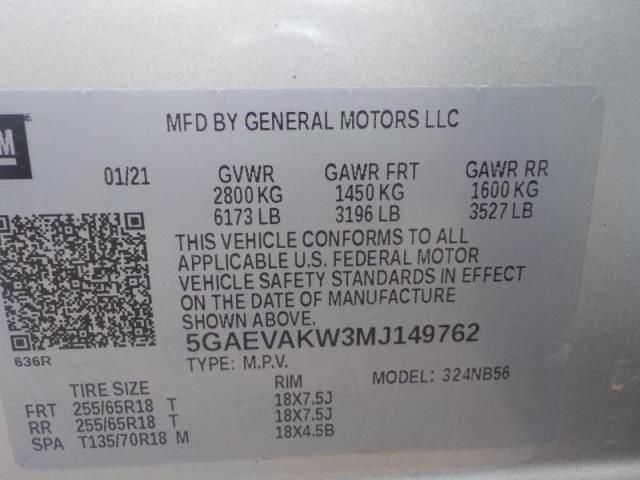 MFD BY GENERAL MOTORS LLC
M
01/21 GVWR GAWR FRT GAWR RR
2800 KG 1450 KG 1600 KG
6173 LB 3196 LB 3527 LB
THIS VEHICLE CONFORMS TO ALL
APPLICABLE U.S. FEDERAL MOTOR
VEHICLE SAFETY STANDARDS IN EFFECT
ON THE DATE OF MANUFACTURE
SHOWN ABOVE.
5GAEVAKW3MJ149762
636R
TYPE: M.P.V. MODEL: 324NB56
TIRE SIZE RIM
FRT 255/65R18 T 18X7.5J
RR 255/65R18 T 18X7.5J
SPA T135/70R18 M 18X4.5B